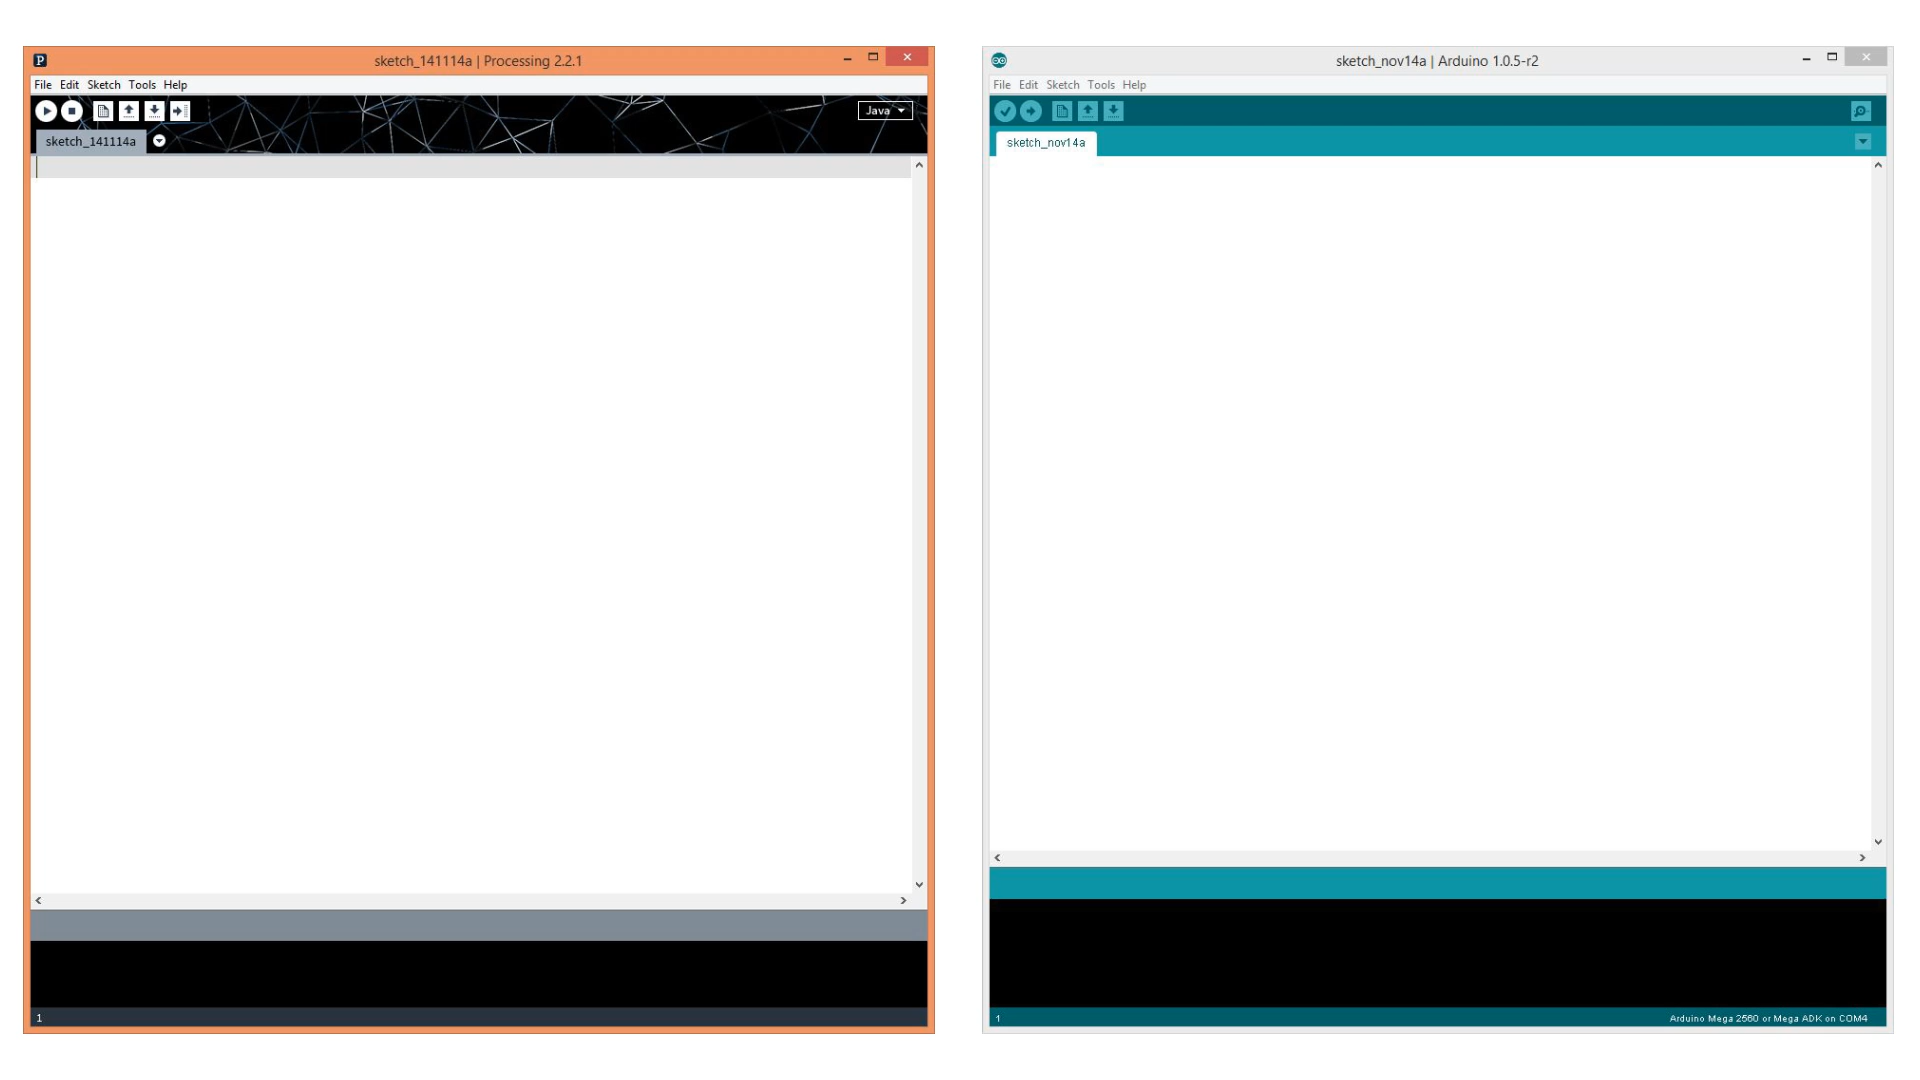 sketch_141114a | Processing 2.2.1
File Edit Sketch Tools Help
Java
sketch_141114a
1
sketch_nov14a | Arduino 1.0.5-r2
File Edit Sketch Tools Help
sketch_nov14a
1
Arduino Mega 2560 or Mega ADK on COM4